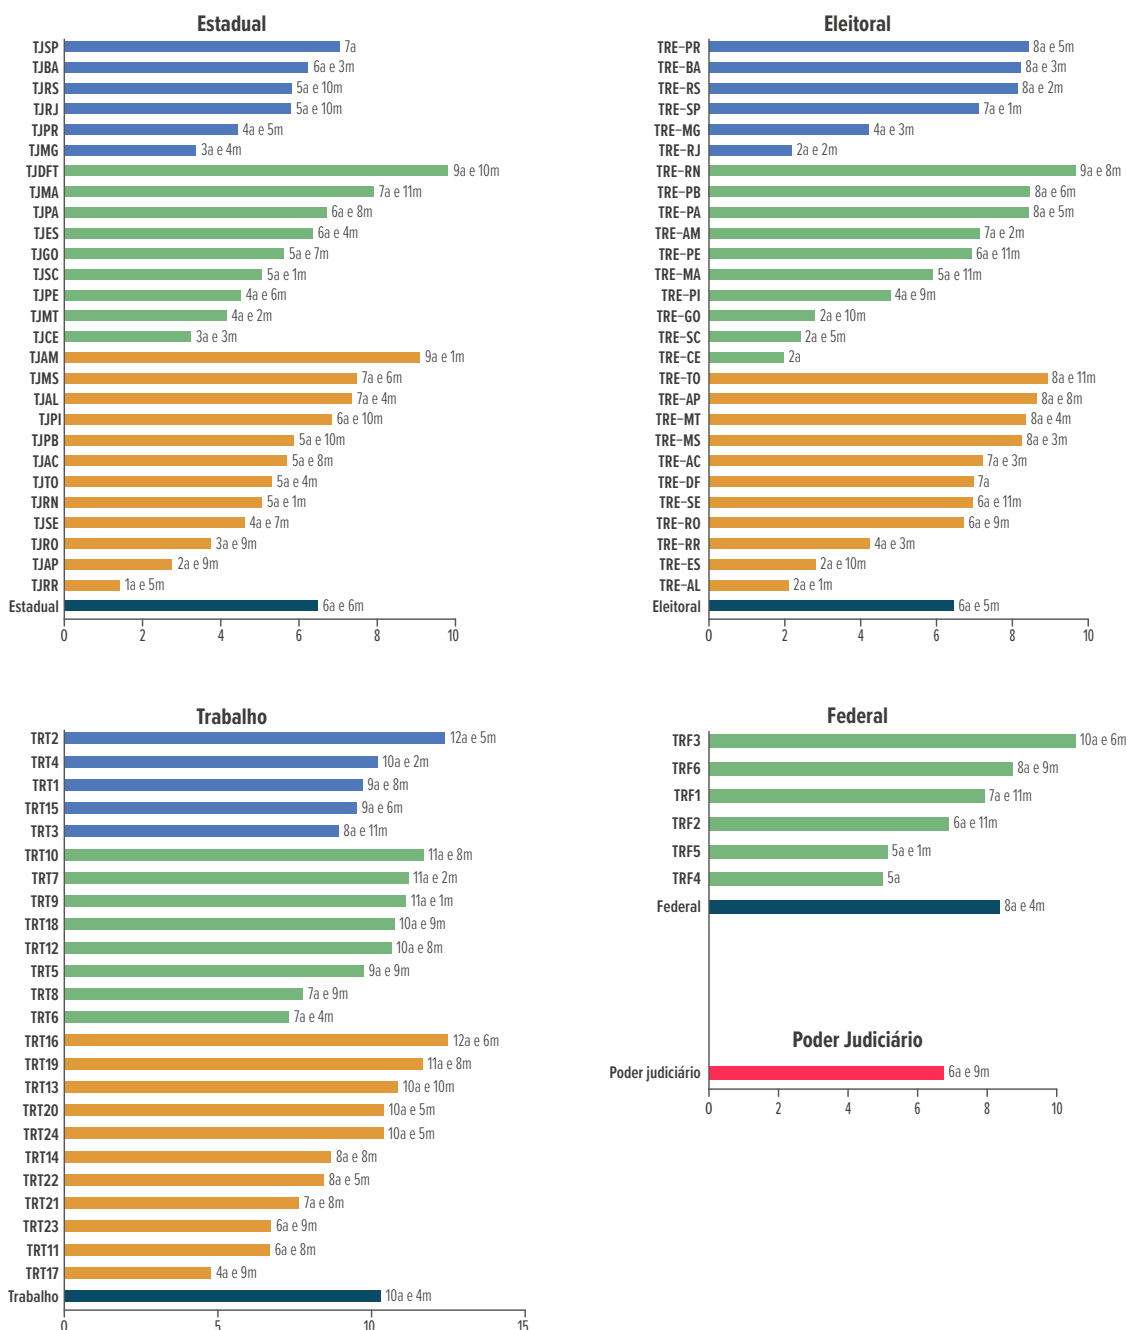 Estadual
TJSP 7a
TJBA 6a e 3m
TJRS 5a e 10m
TJRJ 5a e 10m
TJPR 4a e 5m
TJMG 3a e 4m
TJDFT 9a e 10m
TJMA 7a e 11m
TJPA 6a e 8m
TJES 6a e 4m
TJGO 5a e 7m
TJSC 5a e 1m
TJPE 4a e 6m
TJMT 4a e 2m
TJCE 3a e 3m
TJAM 9a e 1m
TJMS 7a e 6m
TJAL 7a e 4m
TJPI 6a e 10m
TJPB 5a e 10m
TJAC 5a e 8m
TJTO 5a e 4m
TJRN 5a e 1m
TJSE 4a e 7m
TJRO 3a e 9m
TJAP 2a e 9m
TJRR 1a e 5m
Estadual 6a e 6m
0 2 4 6 8 10
Eleitoral
TRE-PR 8a e 5m
TRE-BA 8a e 3m
TRE-RS 8a e 2m
TRE-SP 7a e 1m
TRE-MG 4a e 3m
TRE-RJ 2a e 2m
TRE-RN 9a e 8m
TRE-PB 8a e 6m
TRE-PA 8a e 5m
TRE-AM 7a e 2m
TRE-PE 6a e 11m
TRE-MA 5a e 11m
TRE-PI 4a e 9m
TRE-GO 2a e 10m
TRE-SC 2a e 5m
TRE-CE 2a
TRE-TO 8a e 11m
TRE-AP 8a e 8m
TRE-MT 8a e 4m
TRE-MS 8a e 3m
TRE-AC 7a e 3m
TRE-DF 7a
TRE-SE 6a e 11m
TRE-RO 6a e 9m
TRE-RR 4a e 3m
TRE-ES 2a e 10m
TRE-AL 2a e 1m
Eleitoral 6a e 5m
0 2 4 6 8 10
Trabalho
TRT2 12a e 5m
TRT4 10a e 2m
TRT1 9a e 8m
TRT15 9a e 6m
TRT3 8a e 11m
TRT10 11a e 8m
TRT7 11a e 2m
TRT9 11a e 1m
TRT18 10a e 9m
TRT12 10a e 8m
TRT5 9a e 9m
TRT8 7a e 9m
TRT6 7a e 4m
TRT16 12a e 6m
TRT19 11a e 8m
TRT13 10a e 10m
TRT20 10a e 5m
TRT24 10a e 5m
TRT14 8a e 8m
TRT22 8a e 5m
TRT21 7a e 8m
TRT23 6a e 9m
TRT11 6a e 8m
TRT17 4a e 9m
Trabalho 10a e 4m
0 5 10 15
Federal
TRF3 10a e 6m
TRF6 8a e 9m
TRF1 7a e 11m
TRF2 6a e 11m
TRF5 5a e 1m
TRF4 5a
Federal 8a e 4m
Poder Judiciário
Poder judiciário 6a e 9m
0 2 4 6 8 10